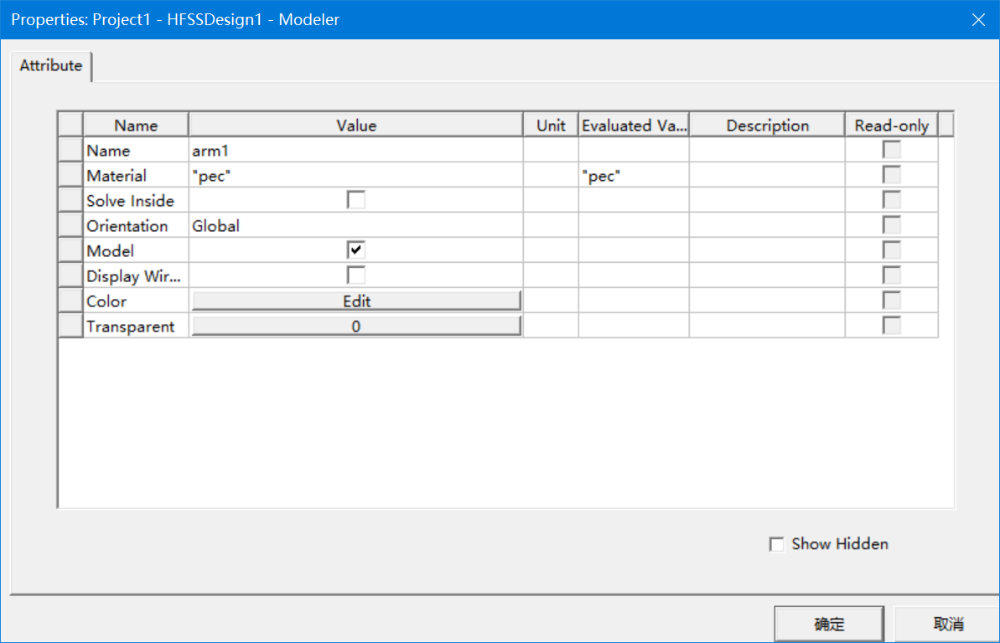 Properties: Project1 - HFSSDesign1 - Modeler
Attribute
Name Value Unit Evaluated Va... Description Read-only
Name arm1
Material "pec" "pec"
Solve Inside
Orientation Global
Model
Display Wir...
Color Edit
Transparent 0
Show Hidden
确定 取消